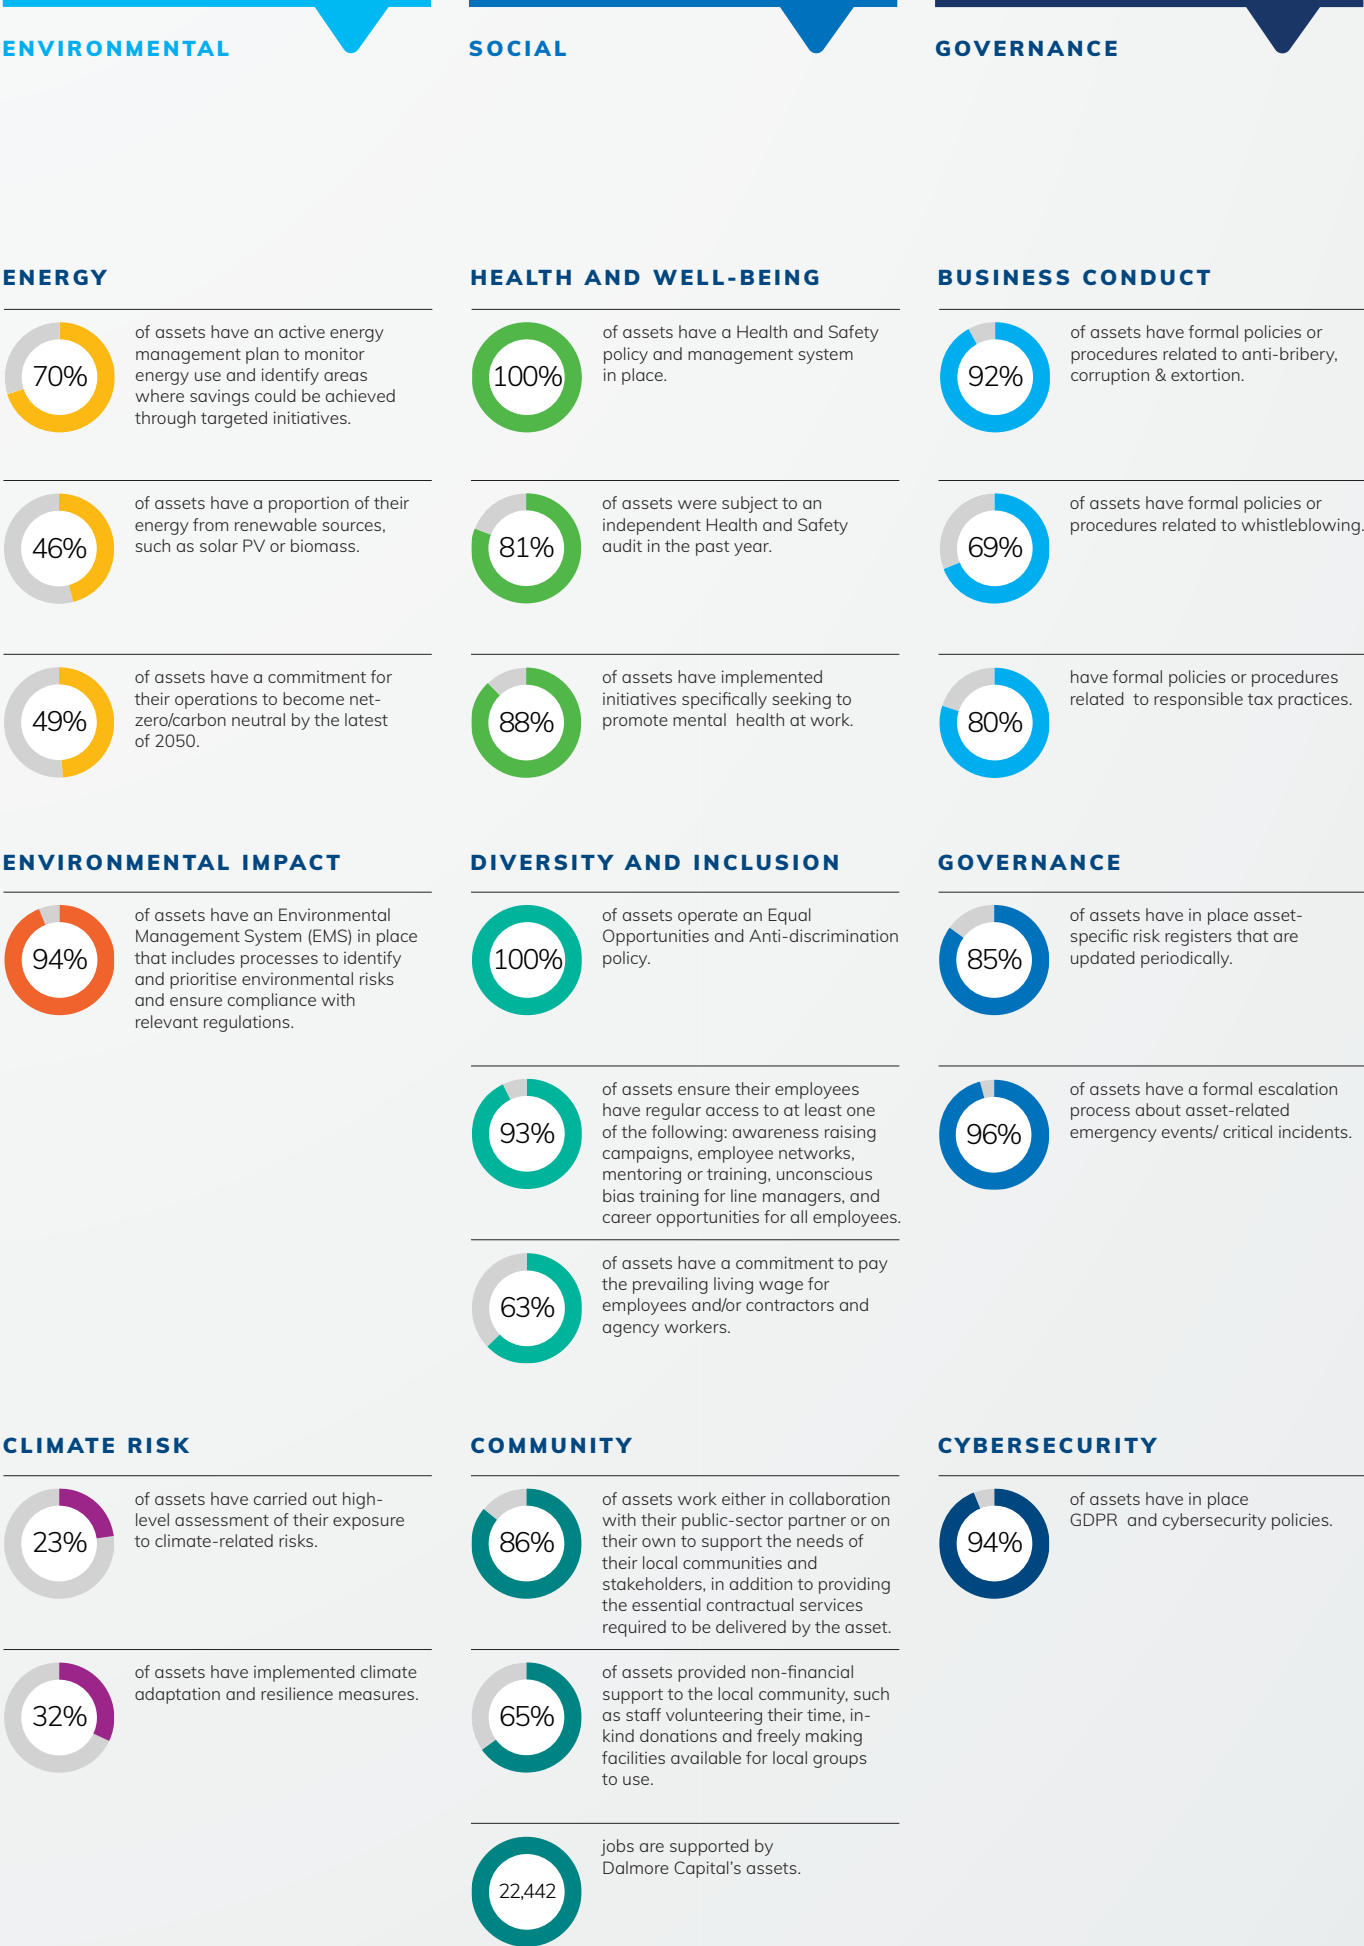 ENVIRONMENTAL
SOCIAL
GOVERNANCE
ENERGY
70%
of assets have an active energy
management plan to monitor
energy use and identify areas
where savings could be achieved
through targeted initiatives.
46%
of assets have a proportion of their
energy from renewable sources,
such as solar PV or biomass.
49%
of assets have a commitment for
their operations to become net-
zero/carbon neutral by the latest
of 2050.
HEALTH AND WELL-BEING
100%
of assets have a Health and Safety
policy and management system
in place.
81%
of assets were subject to an
independent Health and Safety
audit in the past year.
88%
of assets have implemented
initiatives specifically seeking to
promote mental  health at work.
BUSINESS CONDUCT
92%
of assets have formal policies or
procedures related to anti-bribery,
corruption & extortion.
69%
of assets have formal policies or
procedures related to whistleblowing.
80%
have formal policies or procedures
related  to responsible tax practices.
ENVIRONMENTAL IMPACT
94%
of assets have an Environmental
Management System (EMS) in place
that includes processes to identify
and prioritise environmental risks
and ensure compliance with
relevant regulations.
DIVERSITY AND INCLUSION
100%
of assets operate an Equal
Opportunities and Anti-discrimination
policy.
93%
of assets ensure their employees
have regular access to at least one
of the following: awareness raising
campaigns, employee networks,
mentoring or training, unconscious
bias training for line managers, and
career opportunities for all employees.
63%
of assets have a commitment to pay
the prevailing living wage for
employees and/or contractors and
agency workers.
GOVERNANCE
85%
of assets have in place asset-
specific risk registers that are
updated periodically.
96%
of assets have a formal escalation
process about asset-related
emergency events/ critical incidents.
CLIMATE RISK
23%
of assets have carried out high-
level assessment of their exposure
to climate-related risks.
32%
of assets have implemented climate
adaptation and resilience measures.
COMMUNITY
86%
of assets work either in collaboration
with their public-sector partner or on
their own to support the needs of
their local communities and
stakeholders, in addition to providing
the essential contractual services
required to be delivered by the asset.
65%
of assets provided non-financial
support to the local community, such
as staff volunteering their time, in-
kind donations and freely making
facilities available for local groups
to use.
22,442
jobs are supported by
Dalmore Capital's assets.
CYBERSECURITY
94%
of assets have in place
GDPR  and cybersecurity policies.